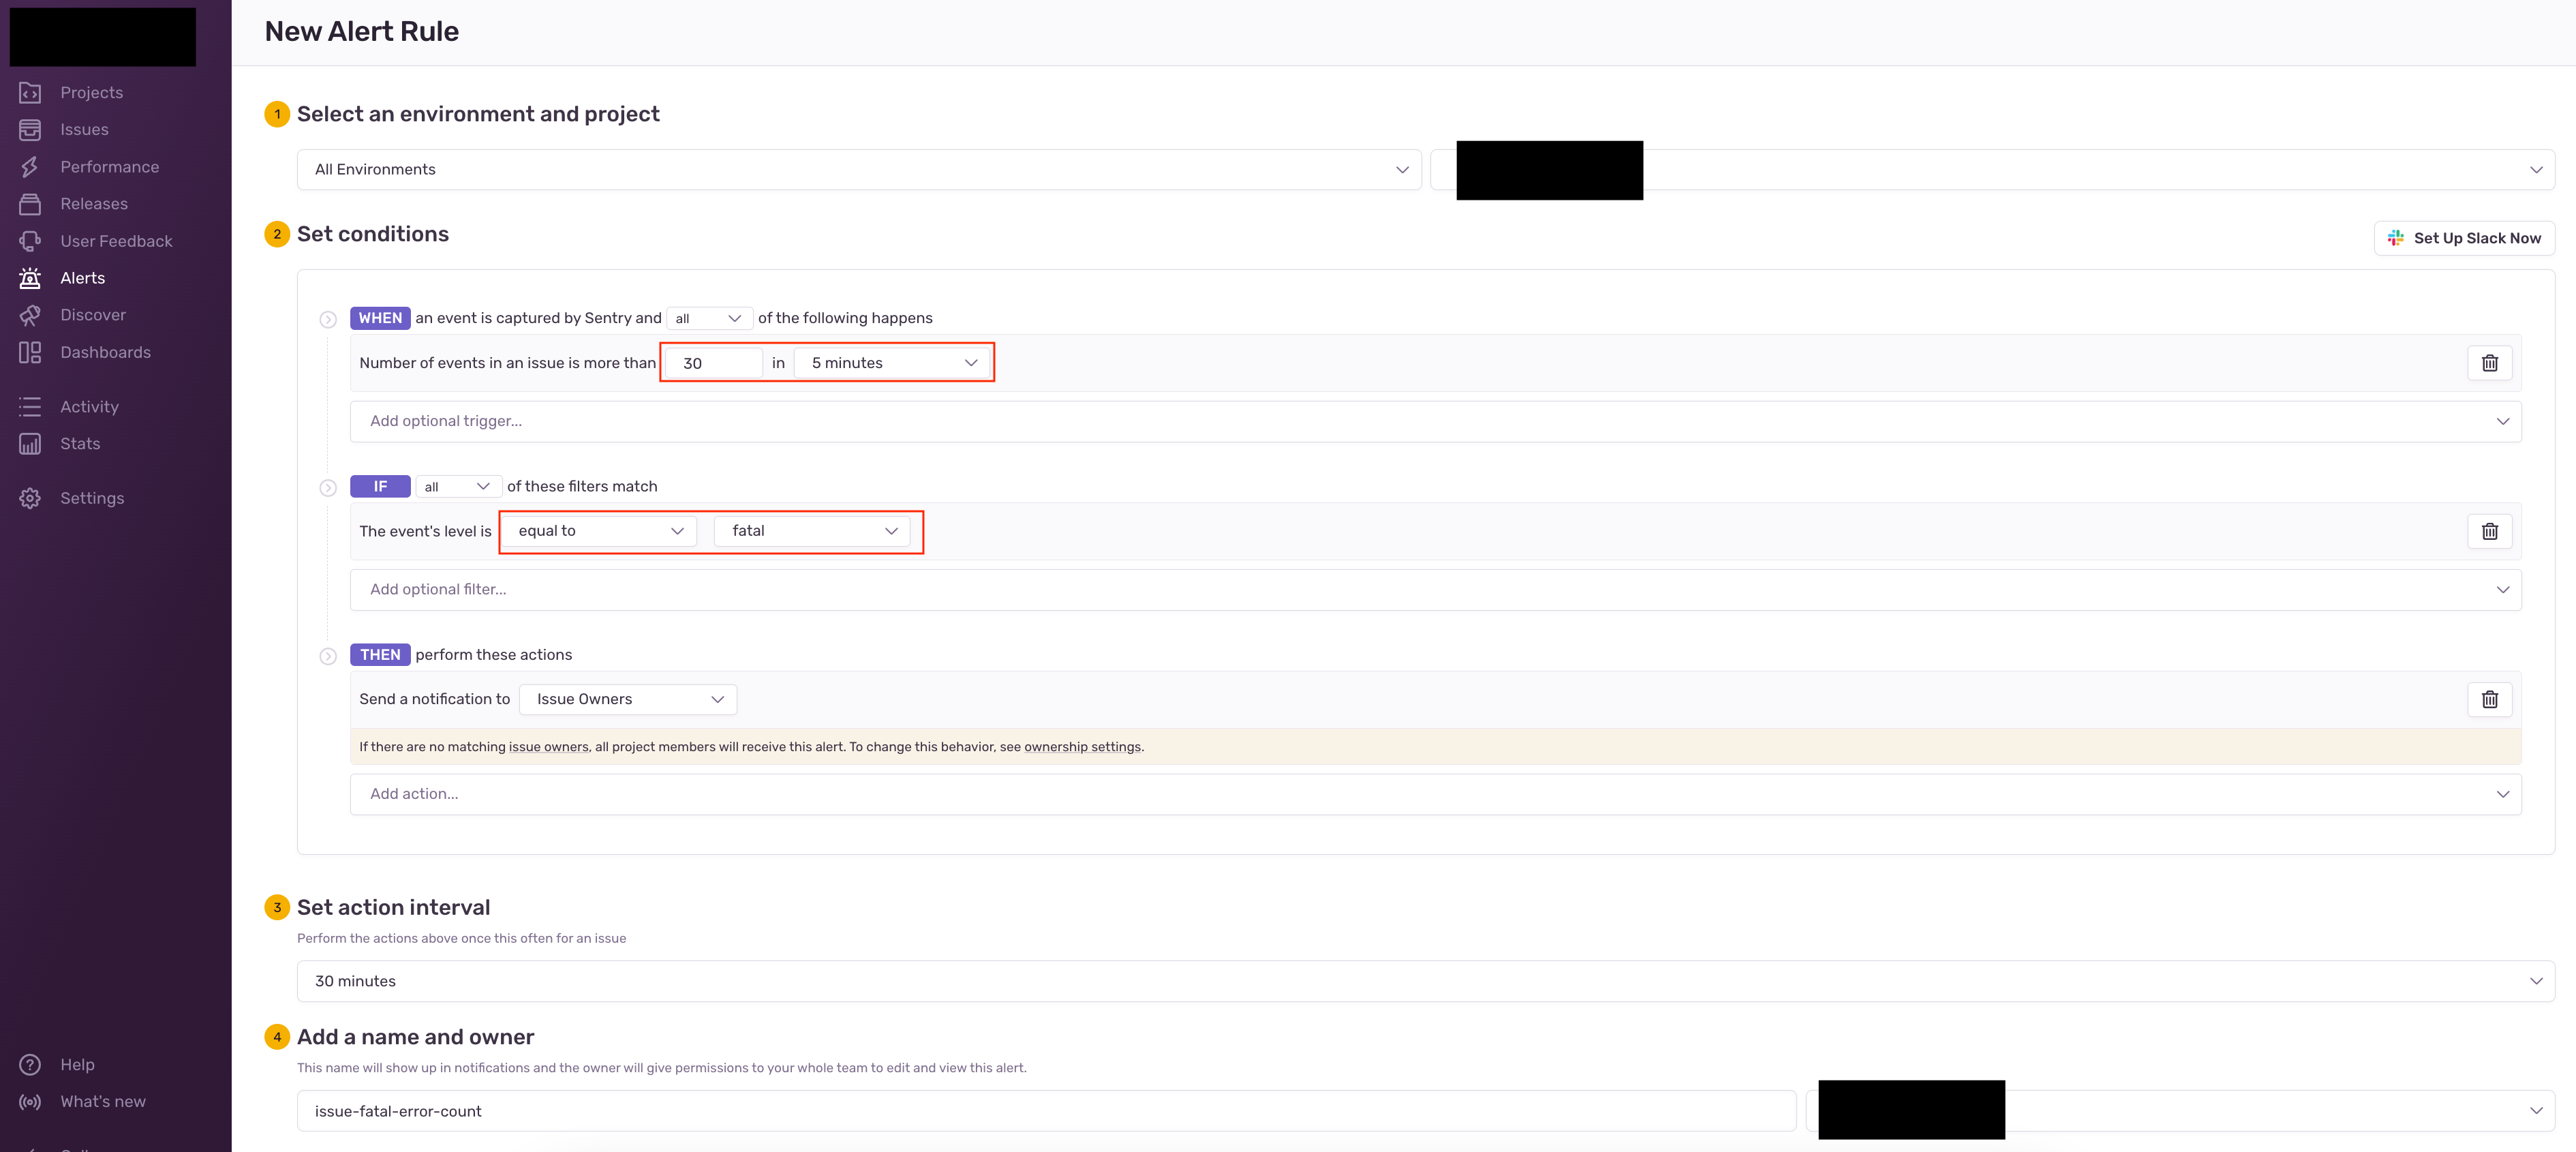 New Alert Rule
Projects
Issues
Performance
Releases
User Feedback
Alerts
Discover
Dashboards
Activity
Stats
Settings
Help
What's new
1 Select an environment and project
All Environments
2 Set conditions
Set Up Slack Now
WHEN an event is captured by Sentry and all of the following happens
Number of events in an issue is more than 30 in 5 minutes
Add optional trigger...
IF all of these filters match
The event's level is equal to fatal
Add optional filter...
THEN perform these actions
Send a notification to Issue Owners
If there are no matching issue owners, all project members will receive this alert. To change this behavior, see ownership settings.
Add action...
3 Set action interval
Perform the actions above once this often for an issue
30 minutes
4 Add a name and owner
This name will show up in notifications and the owner will give permissions to your whole team to edit and view this alert.
issue-fatal-error-count